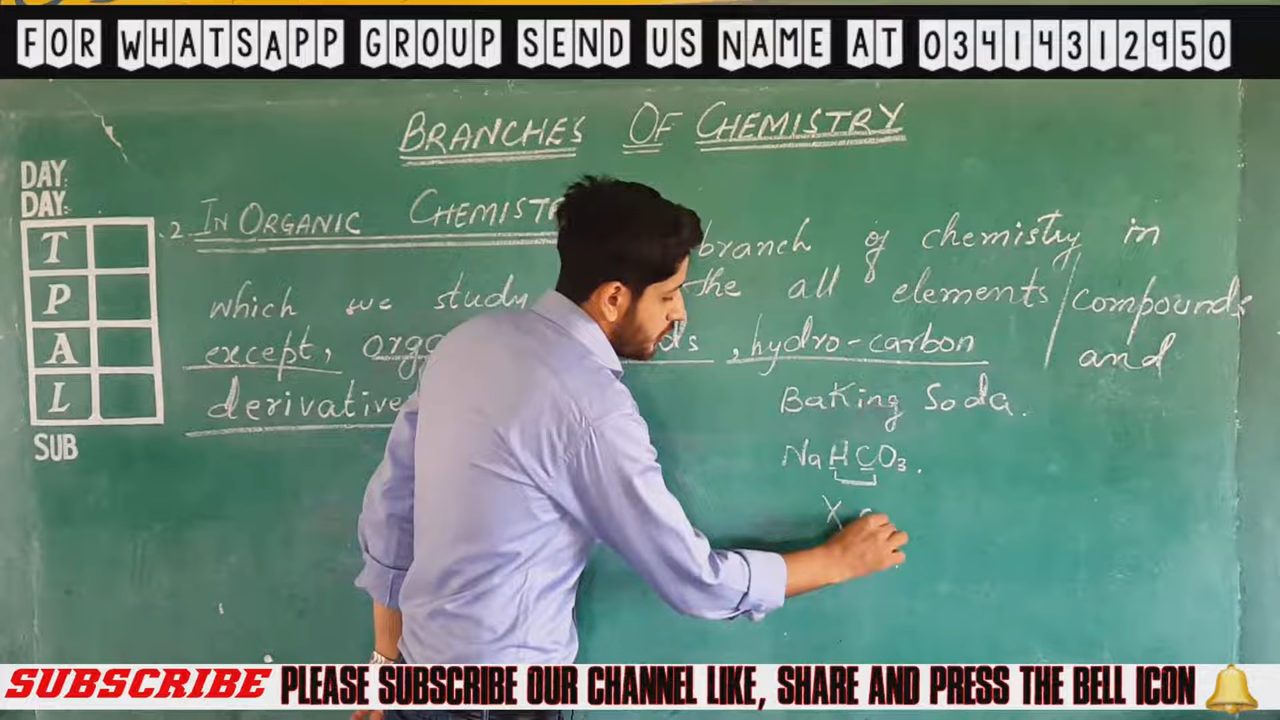 FOR WHATSAPP GROUP SEND US NAME AT 03414312950
BRANCHES OF CHEMISTRY
DAY:
DAY:
T
P
A
L
SUB
.2 IN ORGANIC CHEMIST
branch of chemistry in
which we study the all elements/compounds
except, hydro-carbon / and
derivative
Baking Soda.
NaHCO3.
X
SUBSCRIBE PLEASE SUBSCRIBE OUR CHANNEL LIKE, SHARE AND PRESS THE BELL ICON